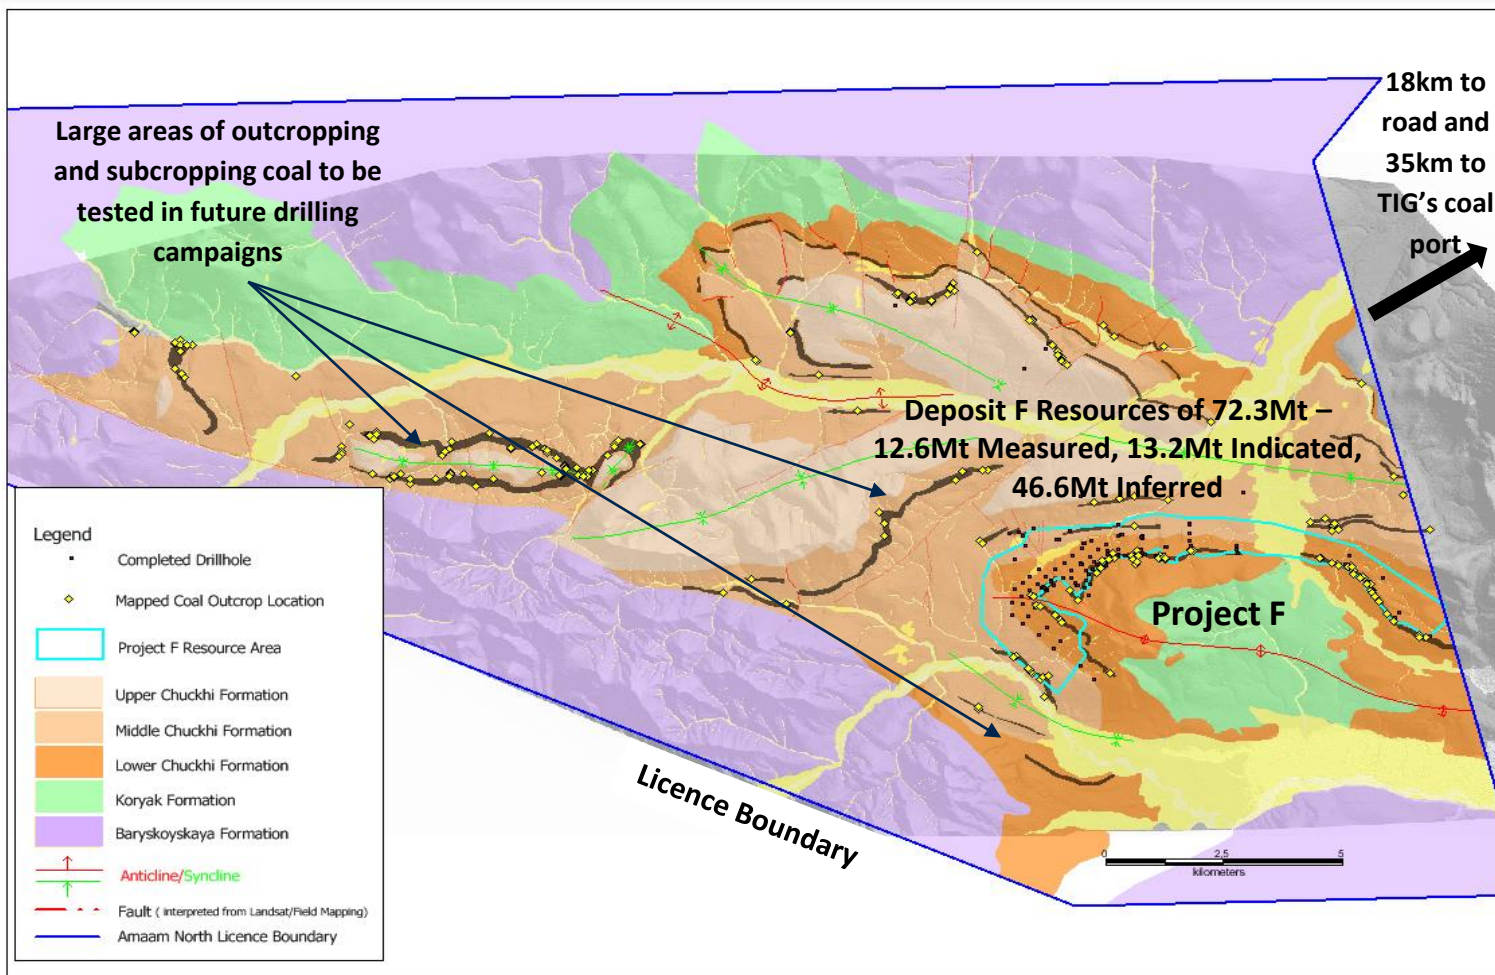 Large areas of outcropping
and subcropping coal to be
tested in future drilling
campaigns
18km to
road and
35km to
TIG's coal
port
Deposit F Resources of 72.3Mt –
12.6Mt Measured, 13.2Mt Indicated,
46.6Mt Inferred
Project F
Licence Boundary
Legend
Completed Drillhole
Mapped Coal Outcrop Location
Project F Resource Area
Upper Chuckhi Formation
Middle Chuckhi Formation
Lower Chuckhi Formation
Koryak Formation
Baryskoyskaya Formation
Anticline/Syncline
Fault ( interpreted from Landsat/Field Mapping)
Amaam North Licence Boundary
0 2,5 5
kilometers